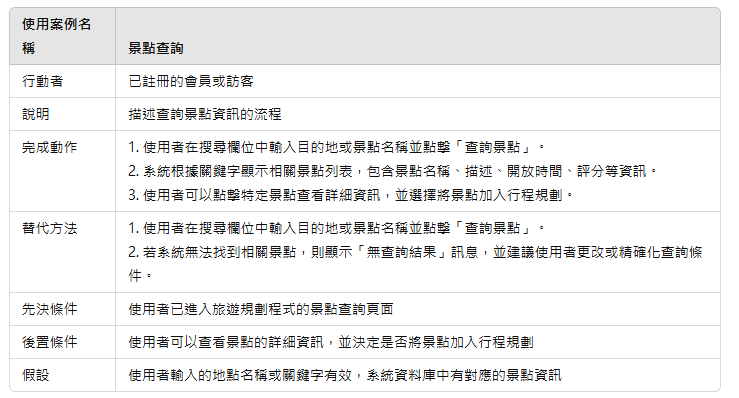 使用案例名
稱
景點查詢
行動者
已註冊的會員或訪客
說明
描述查詢景點資訊的流程
完成動作
1. 使用者在搜尋欄位中輸入目的地或景點名稱並點擊「查詢景點」。
2. 系統根據關鍵字顯示相關景點列表，包含景點名稱、描述、開放時間、評分等資訊。
3. 使用者可以點擊特定景點查看詳細資訊，並選擇將景點加入行程規劃。
替代方法
1. 使用者在搜尋欄位中輸入目的地或景點名稱並點擊「查詢景點」。
2. 若系統無法找到相關景點，則顯示「無查詢結果」訊息，並建議使用者更改或精確化查詢條
件。
先決條件
使用者已進入旅遊規劃程式的景點查詢頁面
後置條件
使用者可以查看景點的詳細資訊，並決定是否將景點加入行程規劃
假設
使用者輸入的地點名稱或關鍵字有效，系統資料庫中有對應的景點資訊